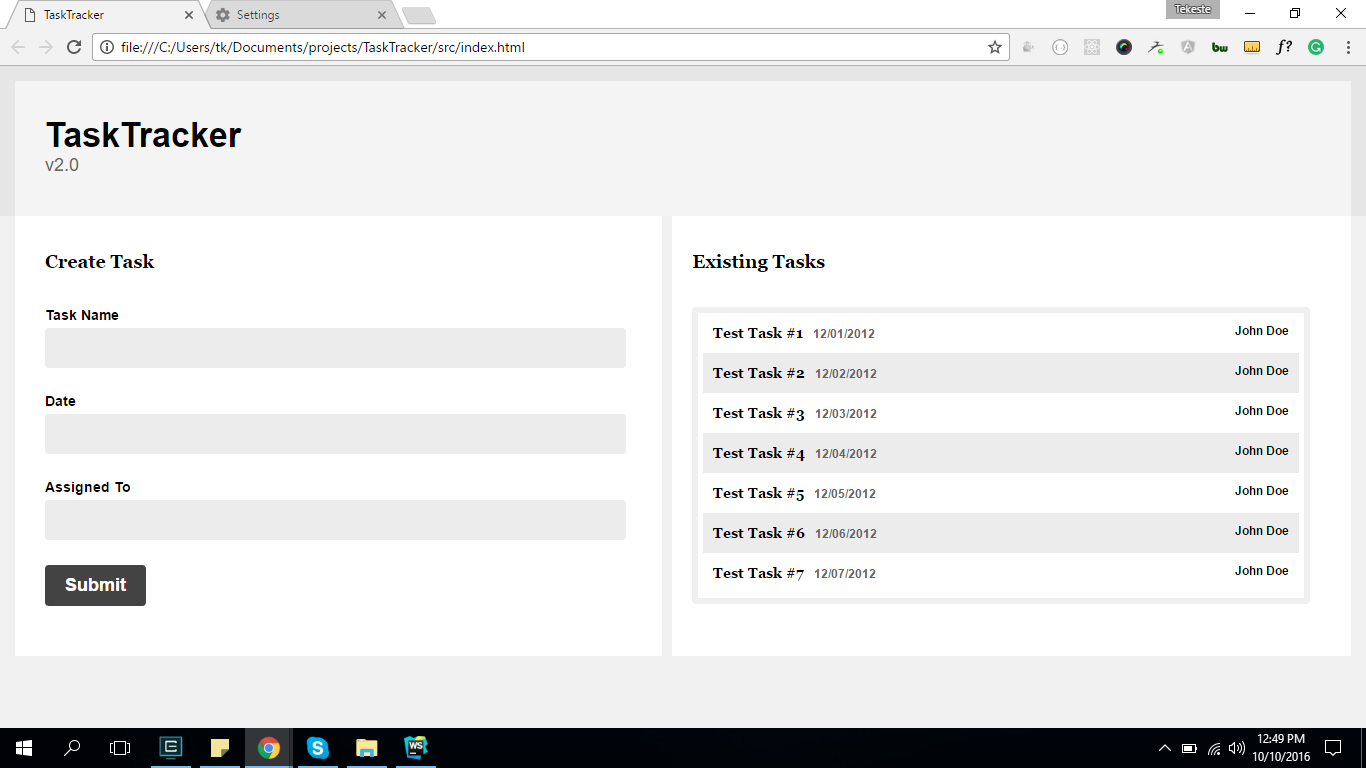 TaskTracker
Settings
Tekeste
file:///C:/Users/tk/Documents/projects/TaskTracker/src/index.html
bw
f?
TaskTracker
v2.0
Create Task
Task Name
Date
Assigned To
Submit
Existing Tasks
Test Task #1 12/01/2012 John Doe
Test Task #2 12/02/2012 John Doe
Test Task #3 12/03/2012 John Doe
Test Task #4 12/04/2012 John Doe
Test Task #5 12/05/2012 John Doe
Test Task #6 12/06/2012 John Doe
Test Task #7 12/07/2012 John Doe
WS
12:49 PM
10/10/2016